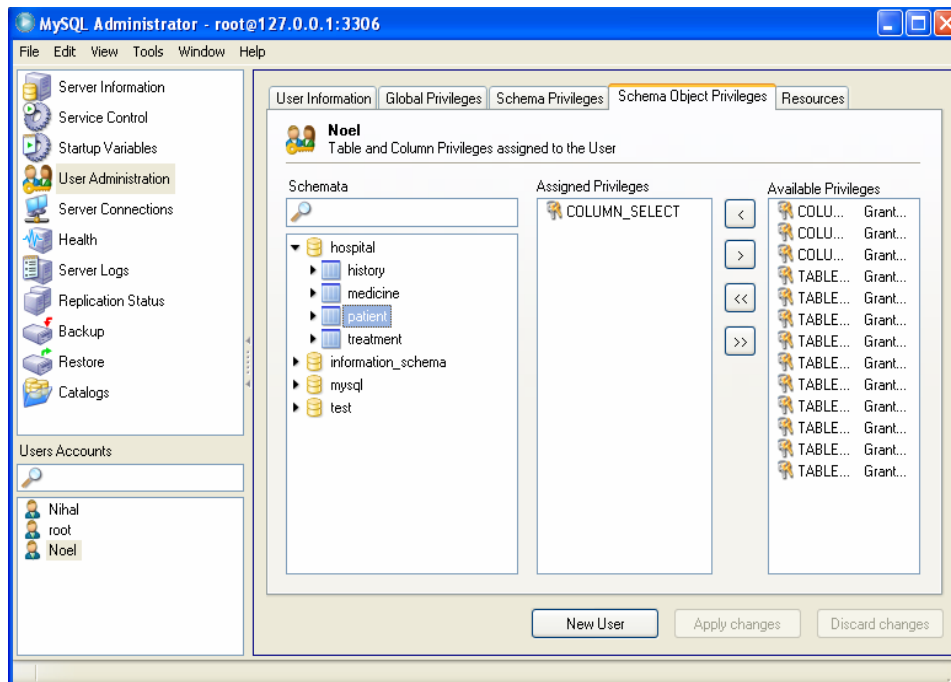 MySQL Administrator - root@127.0.0.1:3306
File Edit View Tools Window Help
Server Information
Service Control
Startup Variables
User Administration
Server Connections
Health
Server Logs
Replication Status
Backup
Restore
Catalogs
Users Accounts
Nihal
root
Noel
User Information Global Privileges Schema Privileges Schema Object Privileges Resources
Noel
Table and Column Privileges assigned to the User
Schemata
hospital
history
medicine
patient
treatment
information_schema
mysql
test
Assigned Privileges
COLUMN_SELECT
<
>
<<
>>
Available Privileges
COLU... Grant...
COLU... Grant...
COLU... Grant...
TABLE... Grant...
TABLE... Grant...
TABLE... Grant...
TABLE... Grant...
TABLE... Grant...
TABLE... Grant...
TABLE... Grant...
TABLE... Grant...
TABLE... Grant...
TABLE... Grant...
New User Apply changes Discard changes